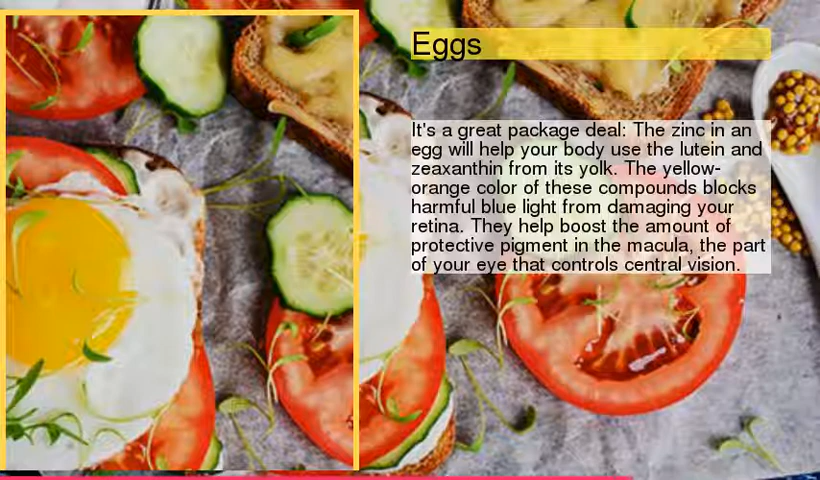 Eggs
It's a great package deal: The zinc in an
egg will help your body use the lutein and
zeaxanthin from its yolk. The yellow-
orange color of these compounds blocks
harmful blue light from damaging your
retina. They help boost the amount of
protective pigment in the macula, the part
of your eye that controls central vision.